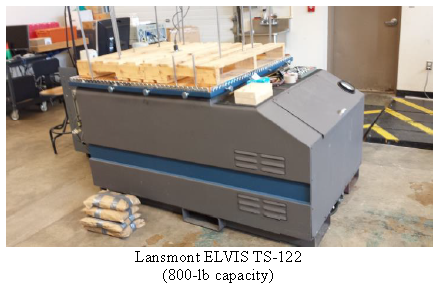 Lansmont ELVIS TS-122
(800-lb capacity)